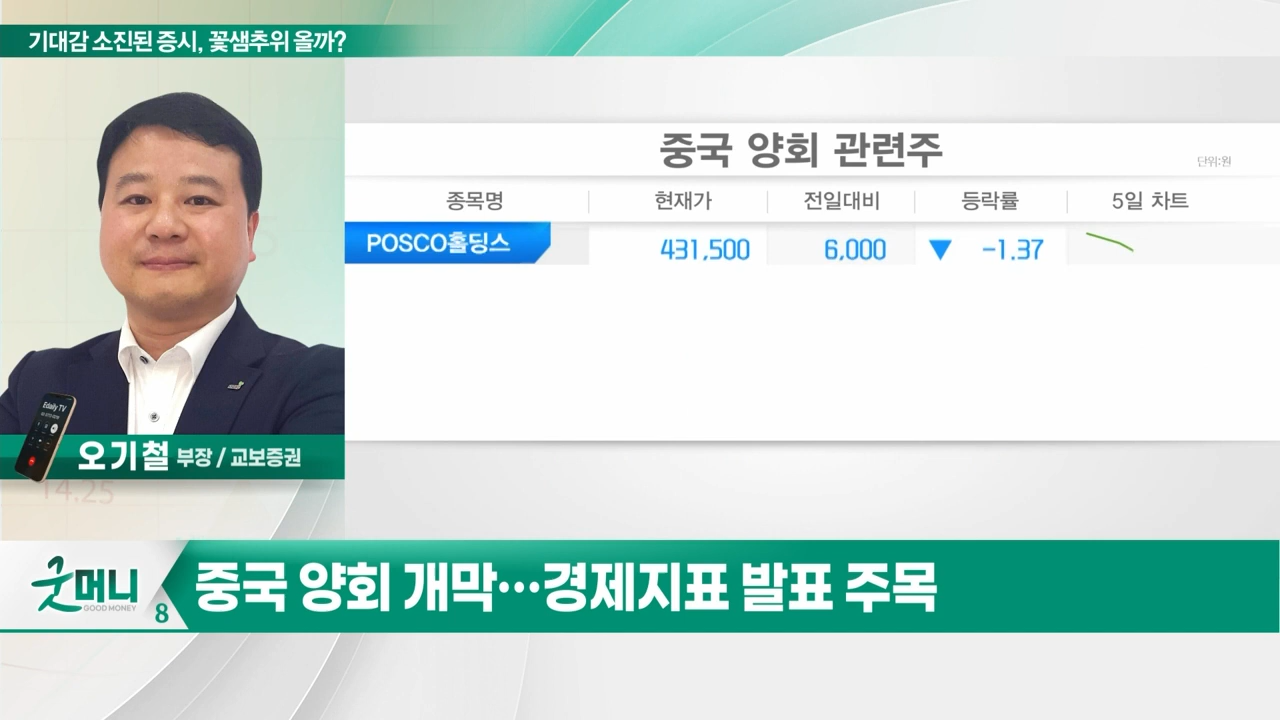 기대감 소진된 증시, 꽃샘추위 올까?
중국 양회 관련주
단위:원
종목명 현재가 전일대비 등락률 5일 차트
POSCO홀딩스 431,500 6,000 ▼ -1.37
Edaily TV
오기철 부장 / 교보증권
14.25
굿머니
GOOD MONEY
8
중국 양회 개막…경제지표 발표 주목